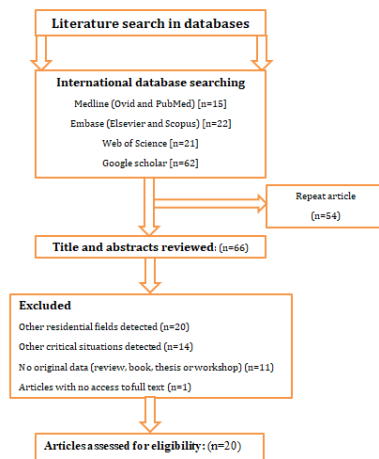 Literature search in databases
International database searching
Medline (Ovid and PubMed) [n=15]
Embase (Elsevier and Scopus) [n=22]
Web of Science [n=21]
Google scholar [n=62]
Repeat article
(n=54)
Title and abstracts reviewed: (n=66)
Excluded
Other residential fields detected (n=20)
Other critical situations detected (n=14)
No original data (review, book, thesis or workshop) (n=11)
Articles with no access to full text (n=1)
Articles assessed for eligibility: (n=20)